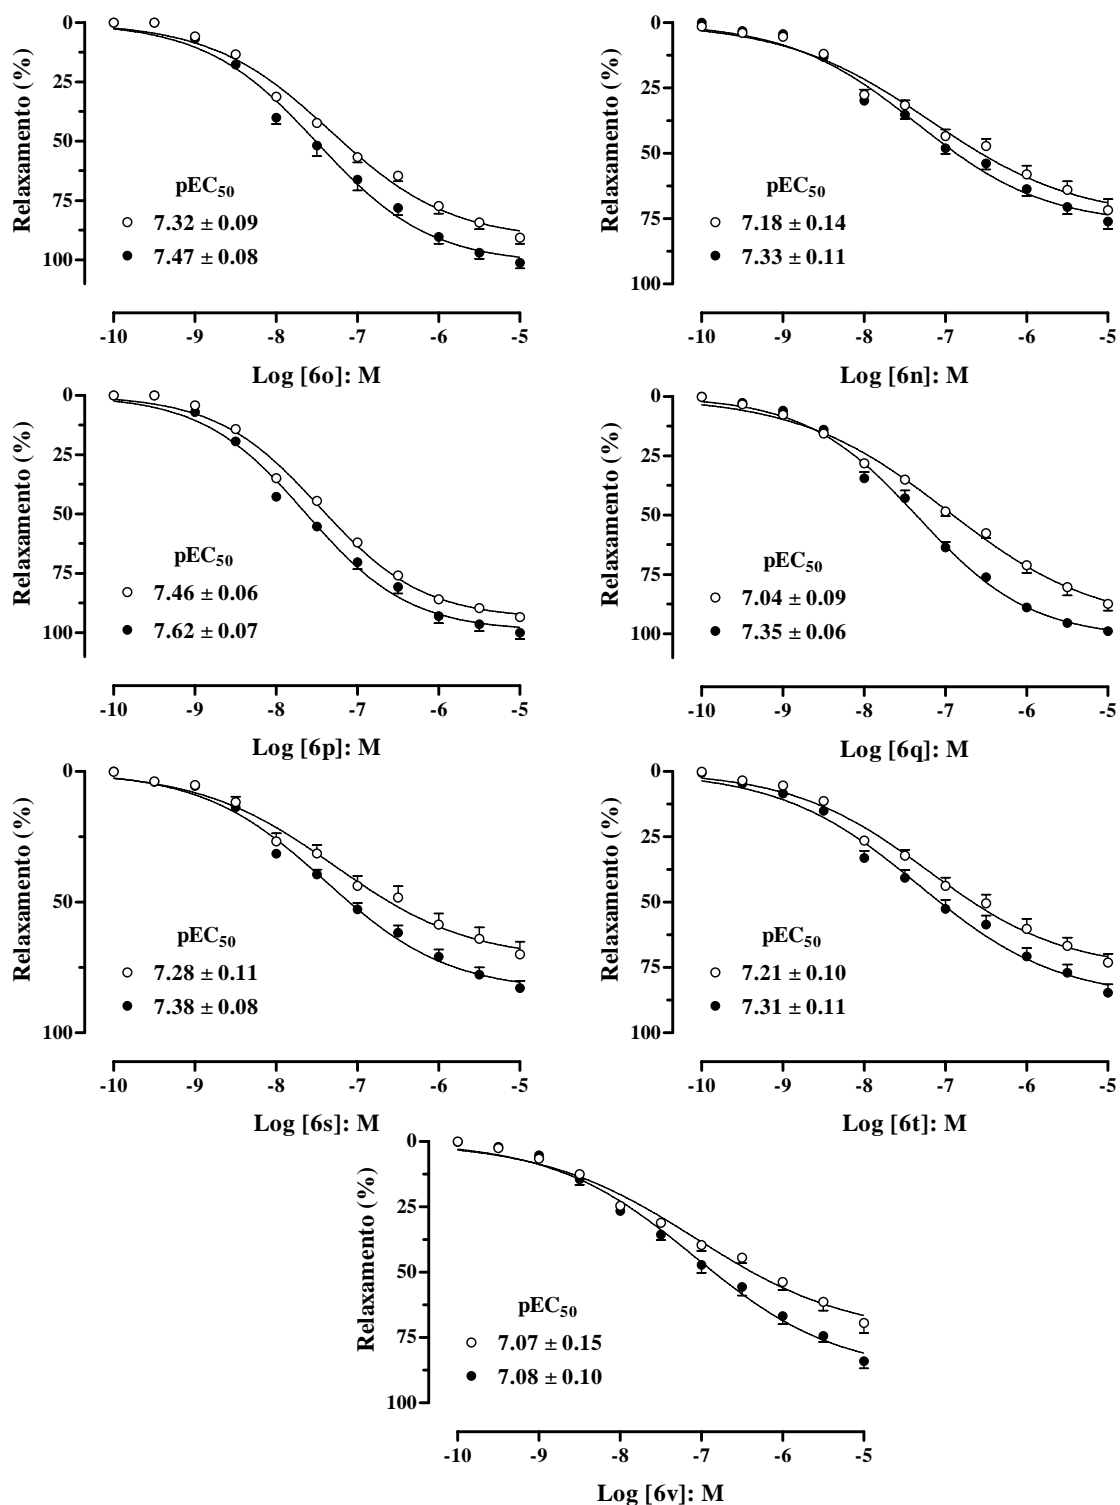 0
25
50
75
100
Relaxamento (%)
pEC50
○ 7.32 ± 0.09
● 7.47 ± 0.08
-10 -9 -8 -7 -6 -5
Log [6o]: M
0
25
50
75
100
Relaxamento (%)
pEC50
○ 7.18 ± 0.14
● 7.33 ± 0.11
-10 -9 -8 -7 -6 -5
Log [6n]: M
0
25
50
75
100
Relaxamento (%)
pEC50
○ 7.46 ± 0.06
● 7.62 ± 0.07
-10 -9 -8 -7 -6 -5
Log [6p]: M
0
25
50
75
100
Relaxamento (%)
pEC50
○ 7.04 ± 0.09
● 7.35 ± 0.06
-10 -9 -8 -7 -6 -5
Log [6q]: M
0
25
50
75
100
Relaxamento (%)
pEC50
○ 7.28 ± 0.11
● 7.38 ± 0.08
-10 -9 -8 -7 -6 -5
Log [6s]: M
0
25
50
75
100
Relaxamento (%)
pEC50
○ 7.21 ± 0.10
● 7.31 ± 0.11
-10 -9 -8 -7 -6 -5
Log [6t]: M
0
25
50
75
100
Relaxamento (%)
pEC50
○ 7.07 ± 0.15
● 7.08 ± 0.10
-10 -9 -8 -7 -6 -5
Log [6v]: M